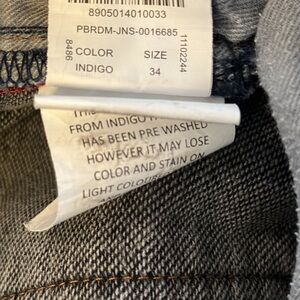 8905014010033
PBRDM-JNS-0016685
COLOR SIZE
INDIGO 34
8486
11102244
FROM INDIGO
HAS BEEN PRE WASHED
HOWEVER IT MAY LOSE
COLOR AND STAIN ON
LIGHT COLOURED